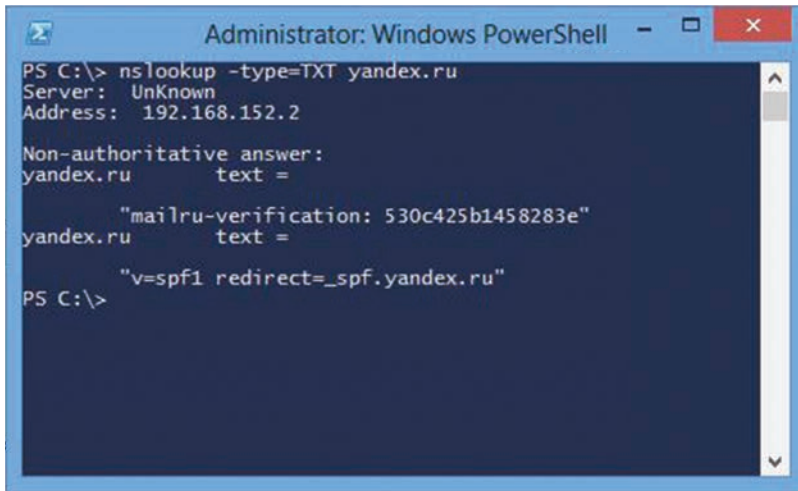 Administrator: Windows PowerShell
PS C:\> nslookup -type=TXT yandex.ru
Server:  UnKnown
Address:  192.168.152.2
Non-authoritative answer:
yandex.ru       text =
"mailru-verification: 530c425b1458283e"
yandex.ru       text =
"v=spf1 redirect=_spf.yandex.ru"
PS C:\>